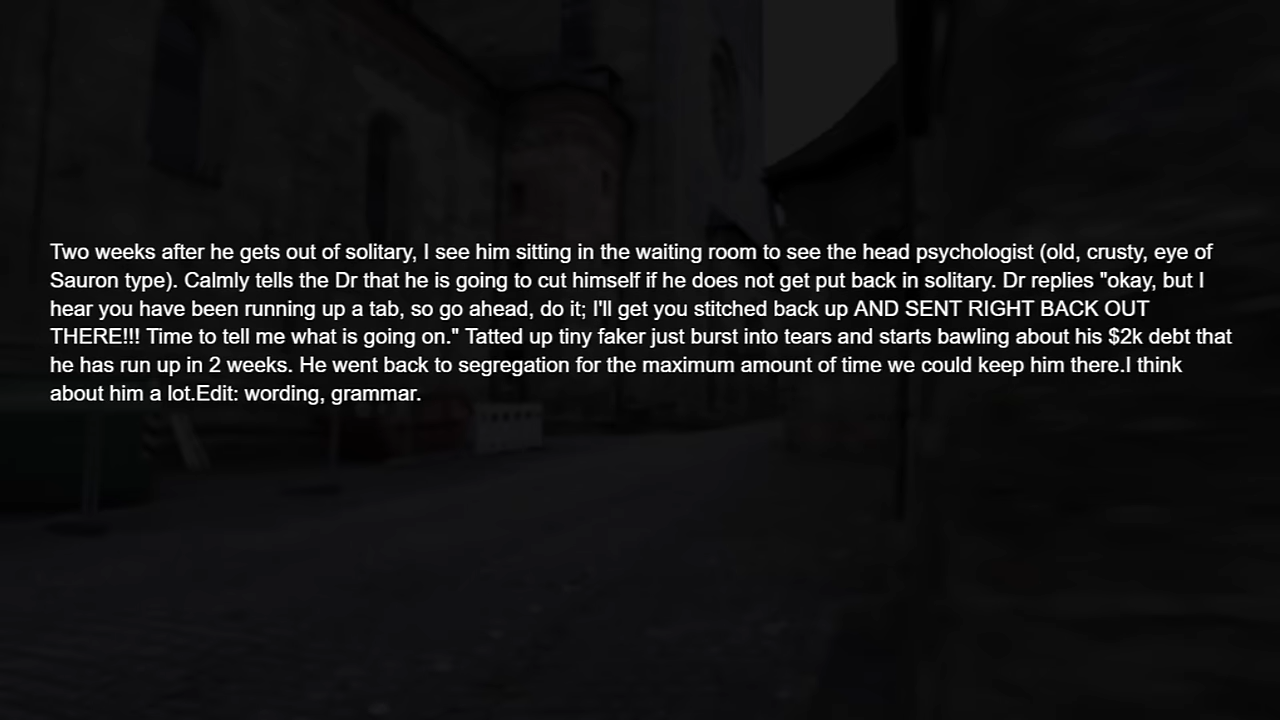 Two weeks after he gets out of solitary, I see him sitting in the waiting room to see the head psychologist (old, crusty, eye of
Sauron type). Calmly tells the Dr that he is going to cut himself if he does not get put back in solitary. Dr replies "okay, but I
hear you have been running up a tab, so go ahead, do it; I'll get you stitched back up AND SENT RIGHT BACK OUT
THERE!!! Time to tell me what is going on." Tatted up tiny faker just burst into tears and starts bawling about his $2k debt that
he has run up in 2 weeks. He went back to segregation for the maximum amount of time we could keep him there.I think
about him a lot.Edit: wording, grammar.